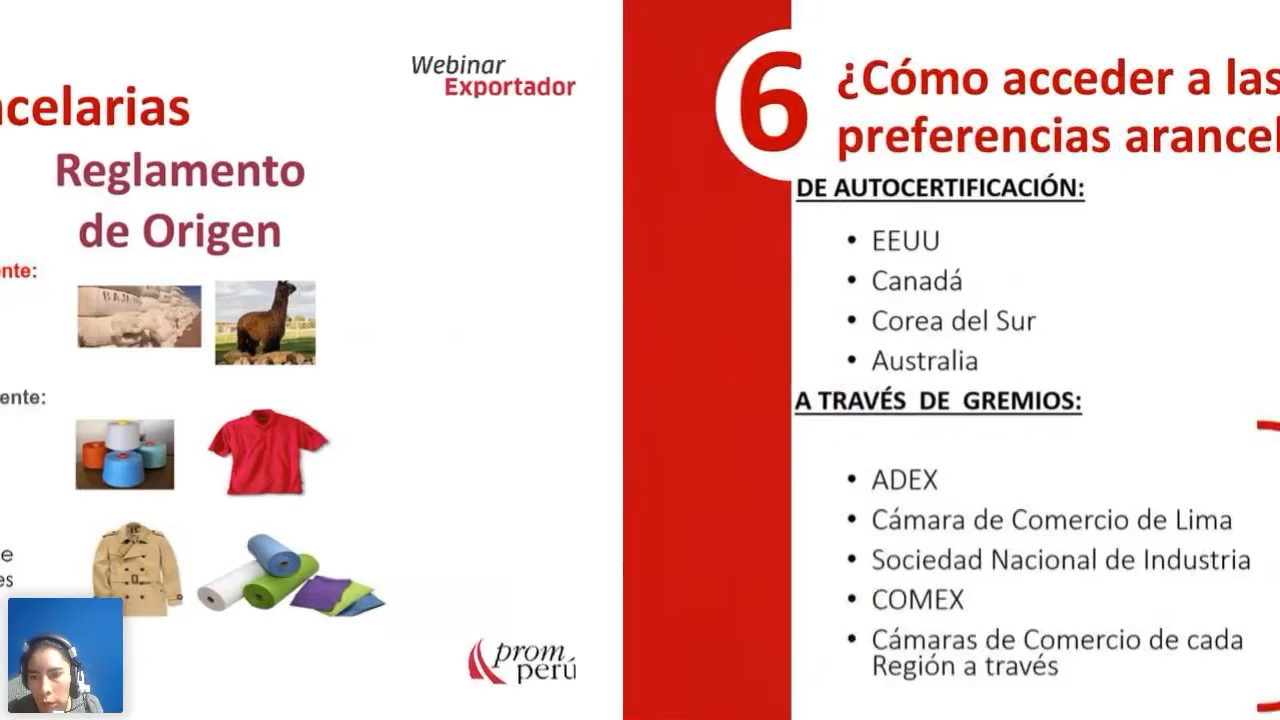 Webinar
Exportador
ncelarias
Reglamento
de Origen
ente:
BAJ
ente:
e
es
prom
perú
6
¿Cómo acceder a las
preferencias arancel
DE AUTOCERTIFICACIÓN:
• EEUU
• Canadá
• Corea del Sur
• Australia
A TRAVÉS DE GREMIOS:
• ADEX
• Cámara de Comercio de Lima
• Sociedad Nacional de Industria
• COMEX
• Cámaras de Comercio de cada
Región a través